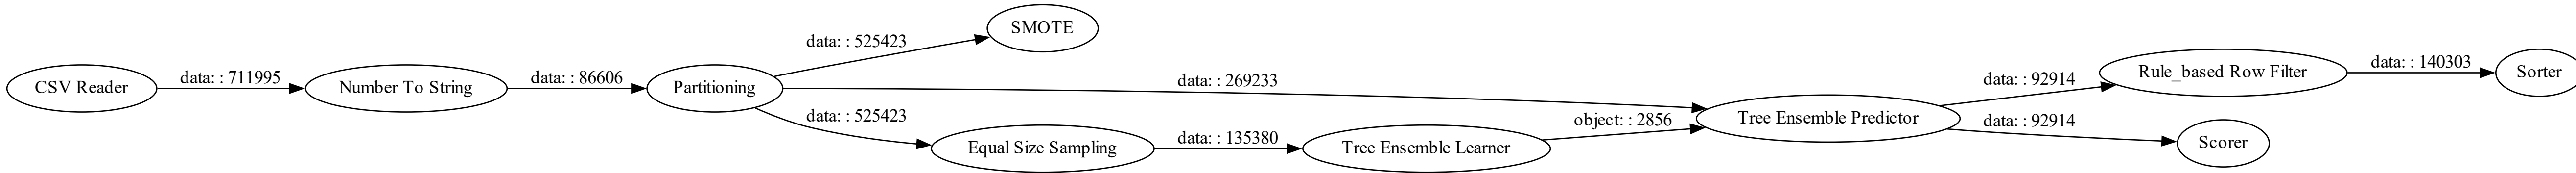 CSV Reader
data: : 711995
Number To String
data: : 86606
Partitioning
data: : 525423
SMOTE
data: : 269233
data: : 525423
Equal Size Sampling
data: : 135380
Tree Ensemble Learner
object: : 2856
Tree Ensemble Predictor
data: : 92914
Rule_based Row Filter
data: : 140303
Sorter
data: : 92914
Scorer